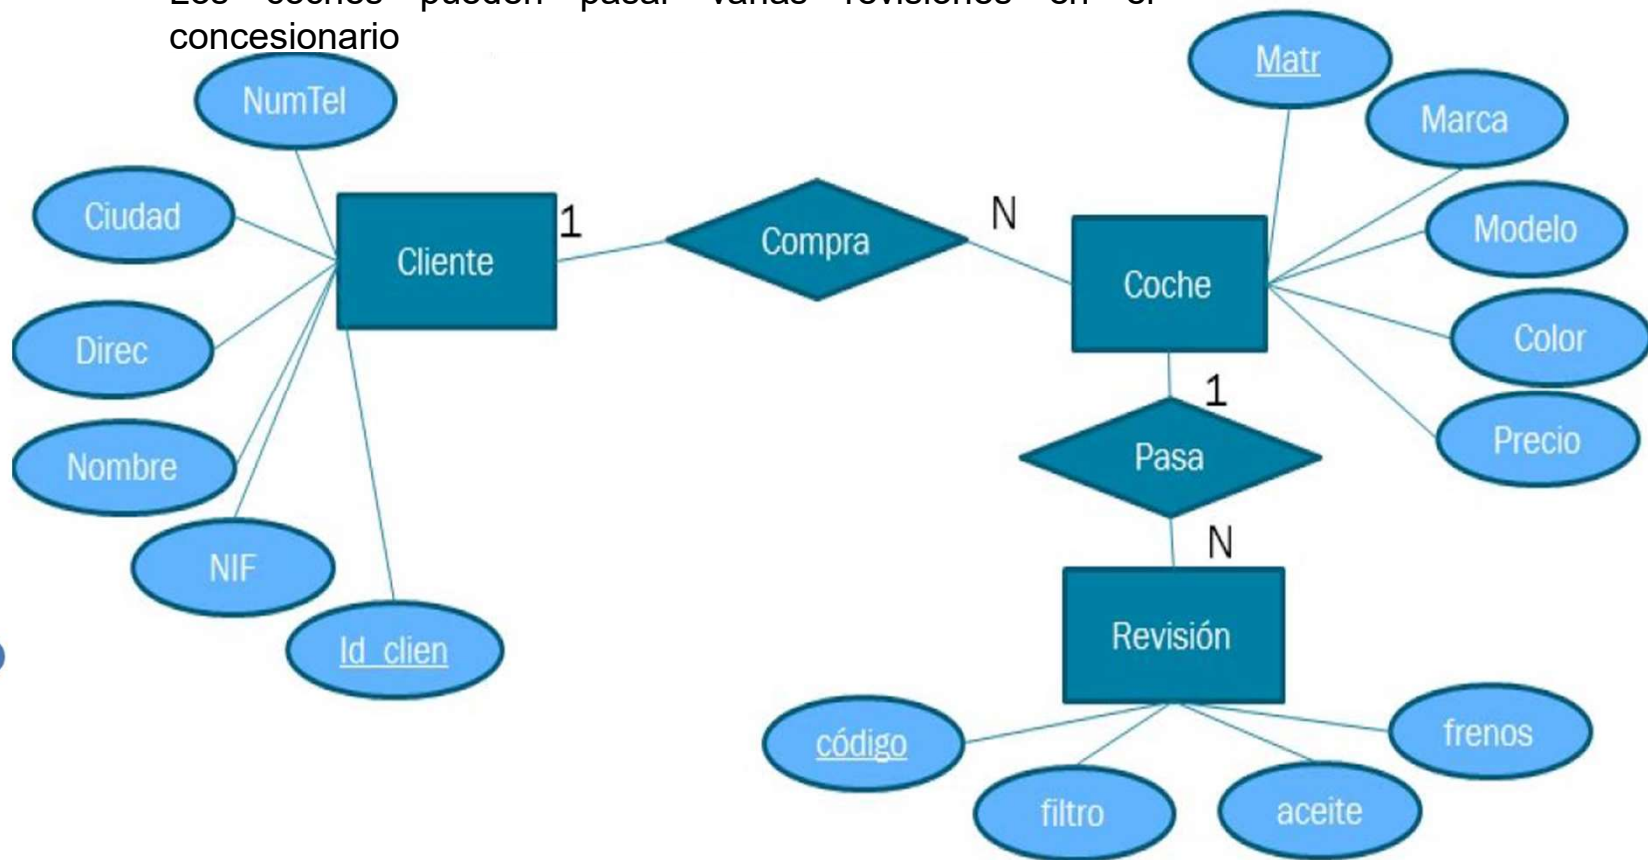 concesionario
NumTel
Ciudad
Direc
Nombre
NIF
Id_clien
Cliente
1
Compra
N
Coche
Matr
Marca
Modelo
Color
Precio
1
Pasa
N
Revisión
código
filtro
aceite
frenos